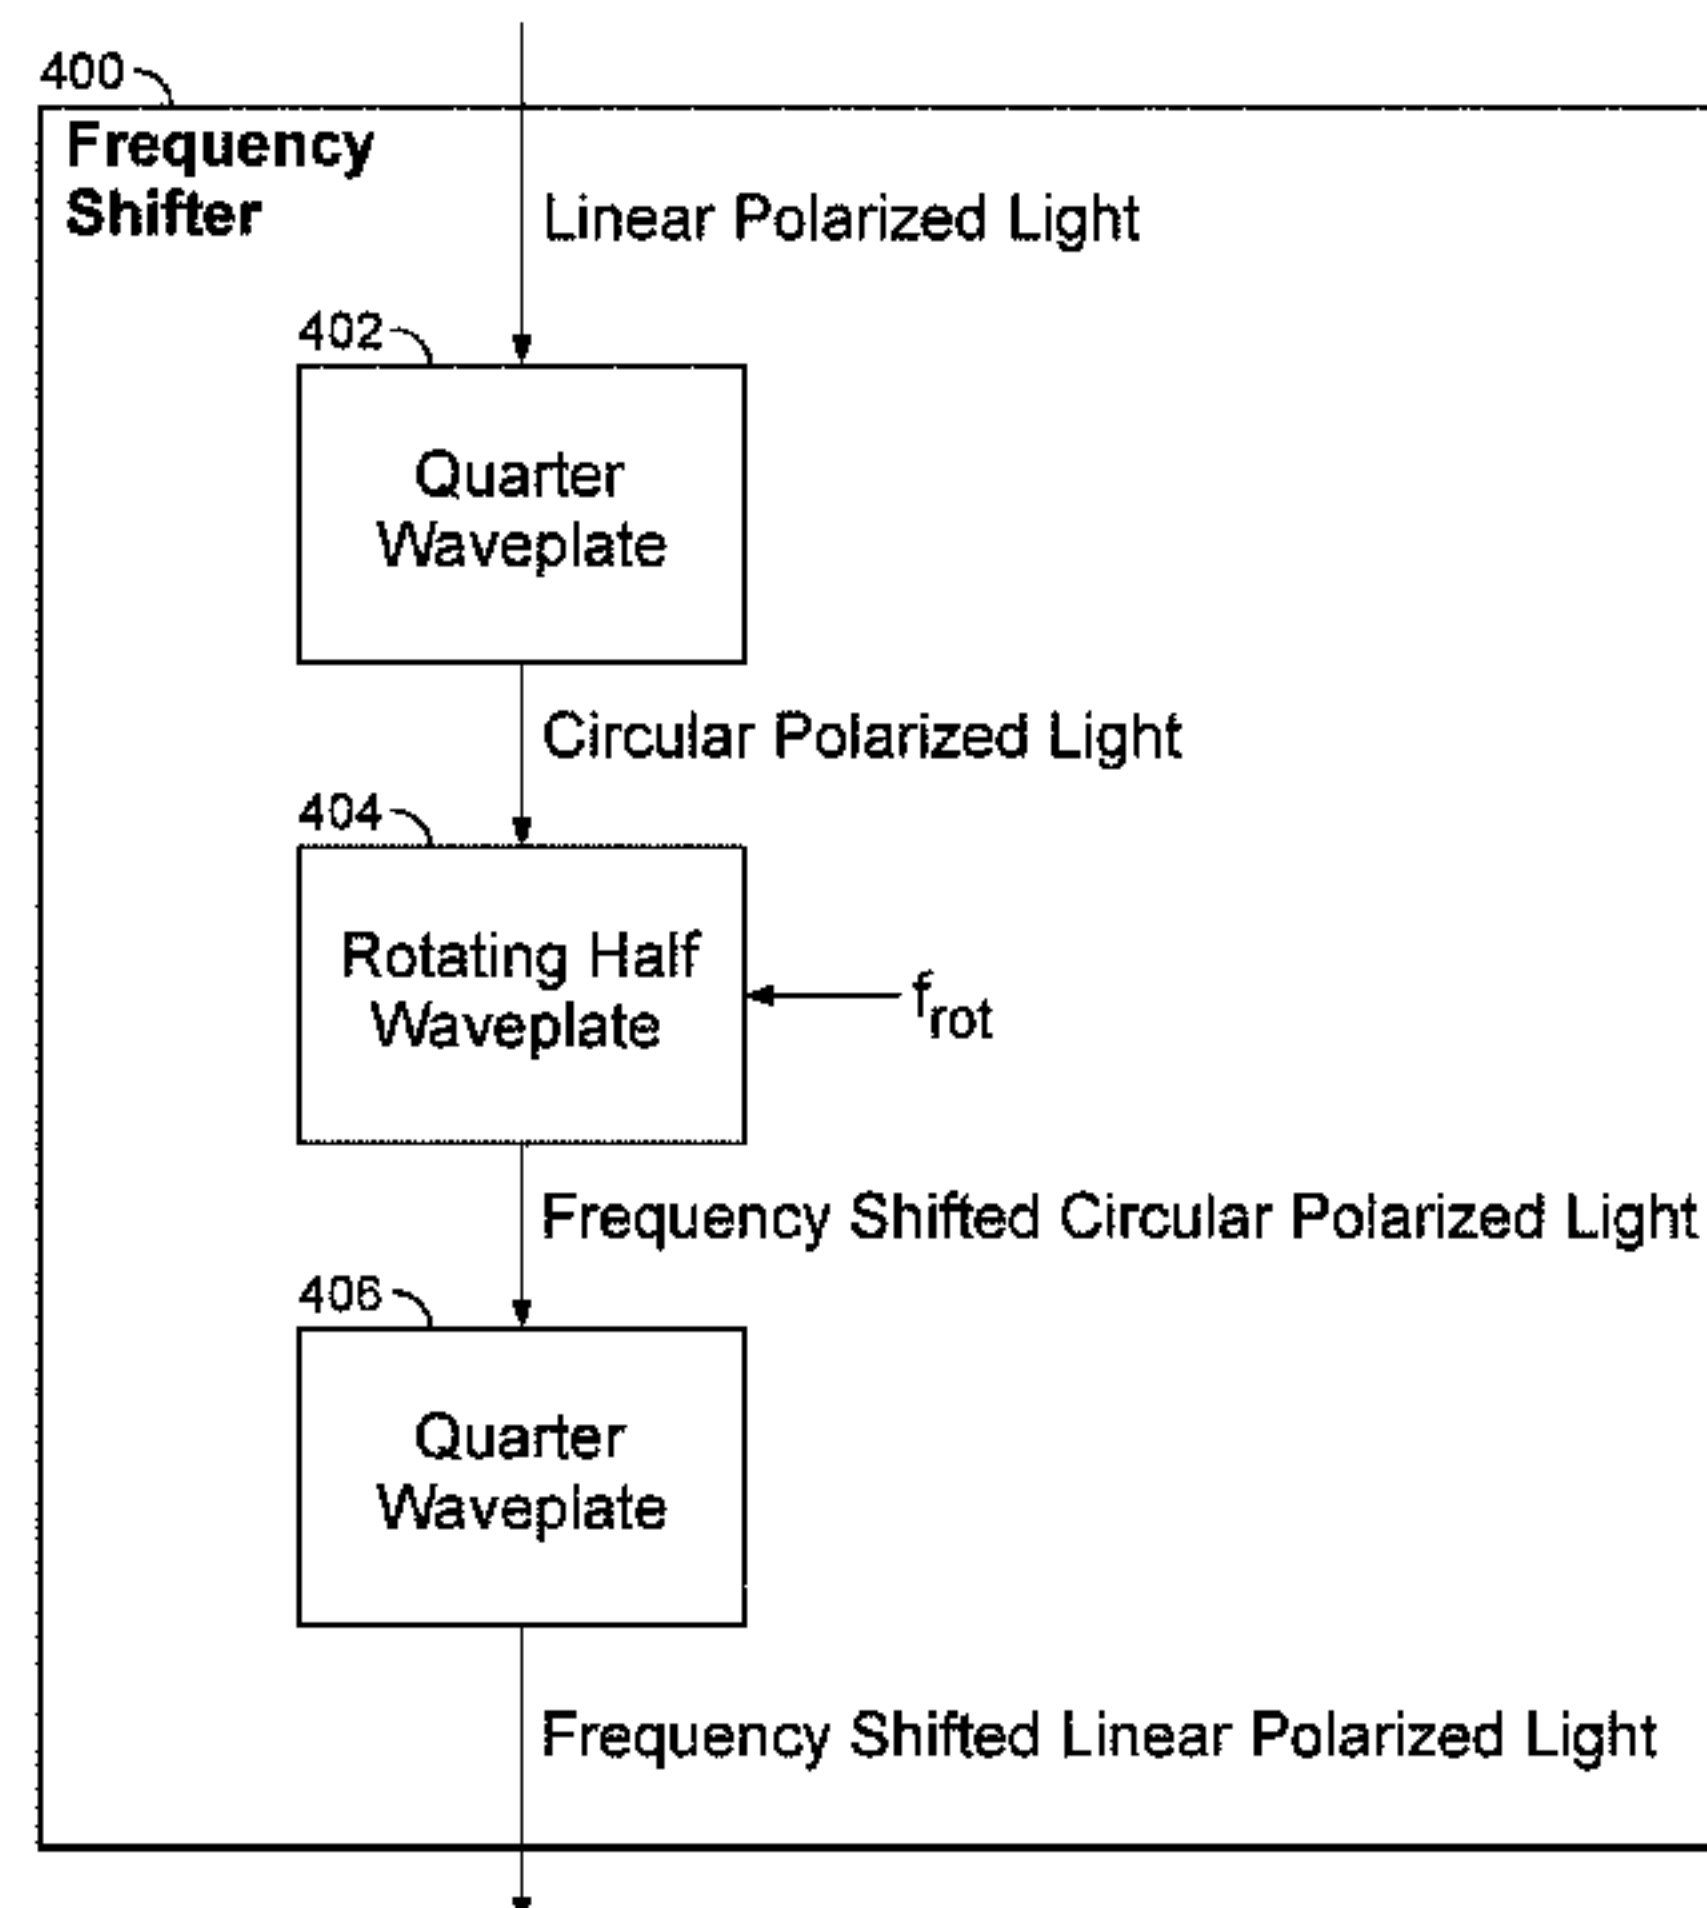 400
Frequency
Shifter
Linear Polarized Light
402
Quarter
Waveplate
Circular Polarized Light
404
Rotating Half
Waveplate
frot
Frequency Shifted Circular Polarized Light
406
Quarter
Waveplate
Frequency Shifted Linear Polarized Light